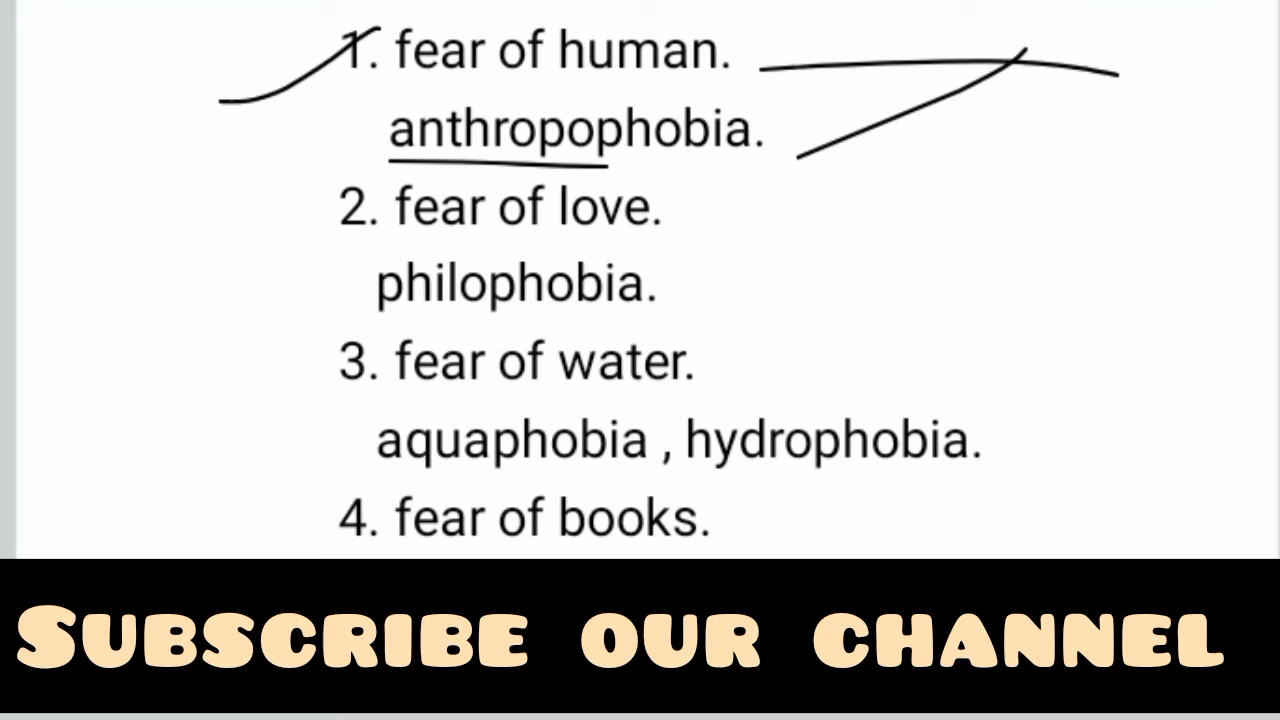 1. fear of human.
anthropophobia.
2. fear of love.
philophobia.
3. fear of water.
aquaphobia , hydrophobia.
4. fear of books.
Subscribe our channel